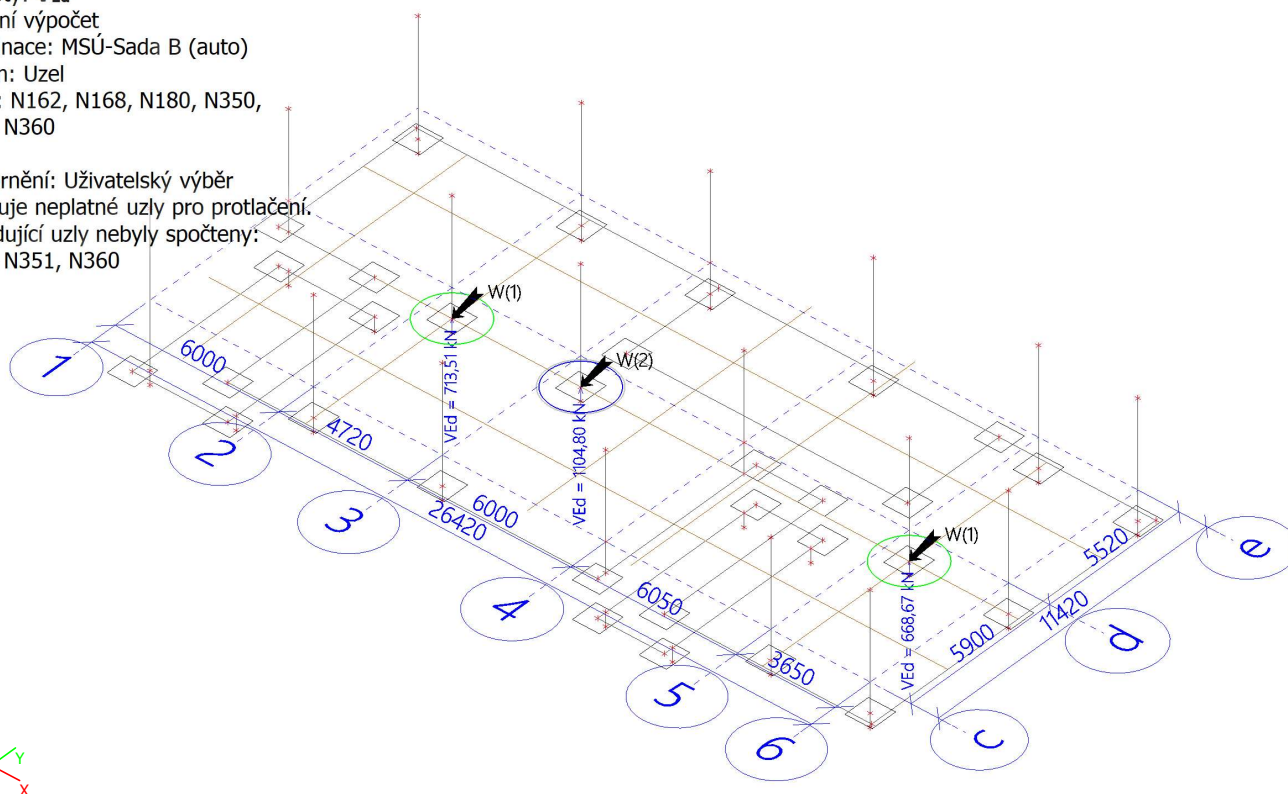 ní výpočet
nace: MSÚ-Sada B (auto)
: Uzel
: N162, N168, N180, N350,
N360
rnění: Uživatelský výběr
uje neplatné uzly pro protlačení.
dující uzly nebyly spočteny:
N351, N360
W(1)
VEd = 713,51 kN
W(2)
VEd = 1104,80 kN
W(1)
VEd = 668,67 kN
6000
4720
6000
26420
6050
3650
5900
11420
5520
1
2
3
4
5
6
c
d
e
Y
X